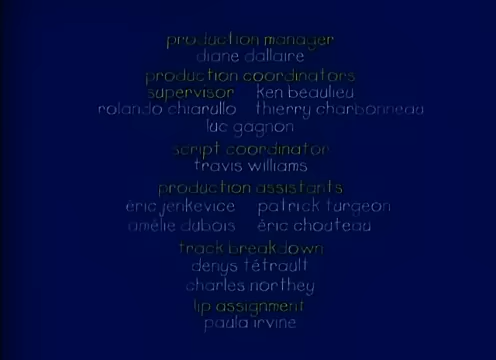 production manager
diane dallaire
production coordinators
supervisor ken beaulieu
rolando chiarullo thierry charbonneau
luc gagnon
script coordinator
travis williams
production assistants
éric jenkevice patrick turgeon
amélie dubois éric chouteau
track breakdown
denys tétrault
charles northey
lip assignment
paula irvine